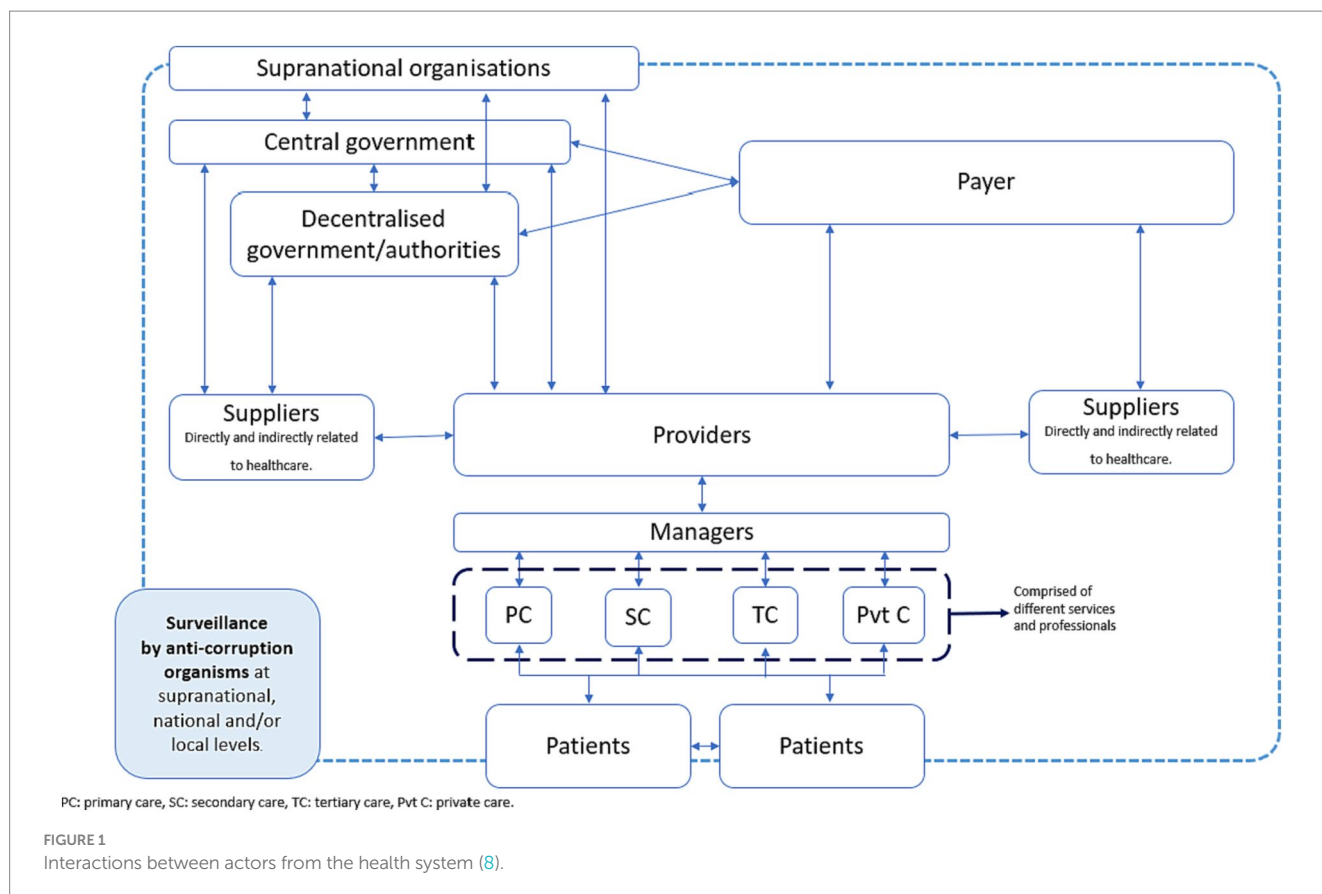 Supranational organisations
Central government
Payer
Decentralised
government/authorities
Suppliers
Directly and indirectly related
to healthcare.
Providers
Suppliers
Directly and indirectly related
to healthcare.
Managers
PC
SC
TC
Pvt C
Comprised of
different services
and professionals
Surveillance
by anti-corruption
organisms at
supranational,
national and/or
local levels.
Patients
Patients
PC: primary care, SC: secondary care, TC: tertiary care, Pvt C: private care.
FIGURE 1
Interactions between actors from the health system (8).